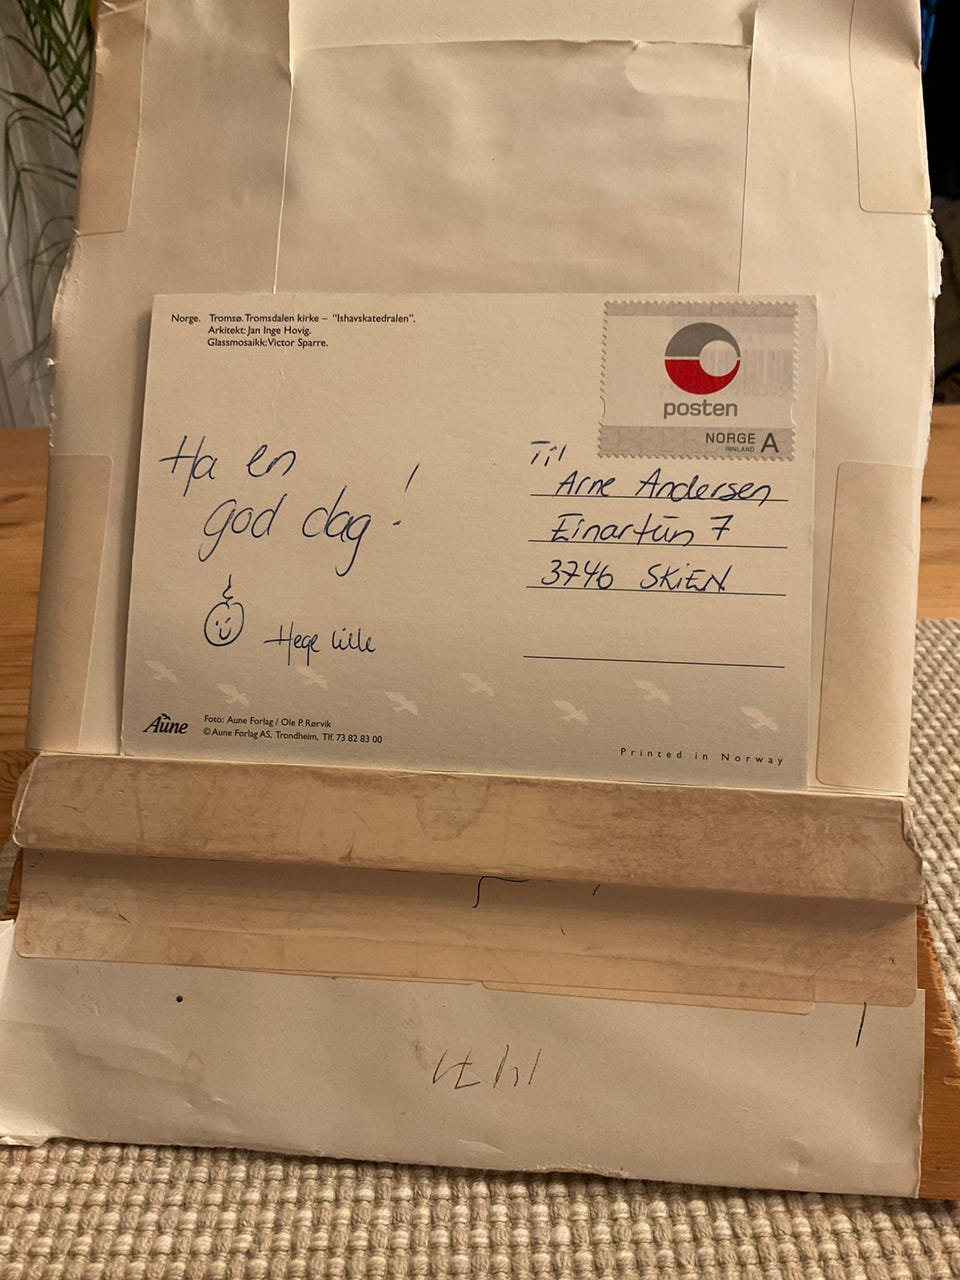 Norge. Tromsø. Tromsdalen kirke – "Ishavskatedralen".
Arkitekt: Jan Inge Hovig.
Glassmosaikk: Victor Sparre.
posten
NORGE A
INNLAND
Ha en
god dag!
Hege lille
Til
Arne Andersen
Einartun 7
3746 SKIEN
Aune
Foto: Aune Forlag / Ole P. Rørvik
© Aune Forlag AS, Trondheim, Tlf. 73 82 83 00
Printed in Norway